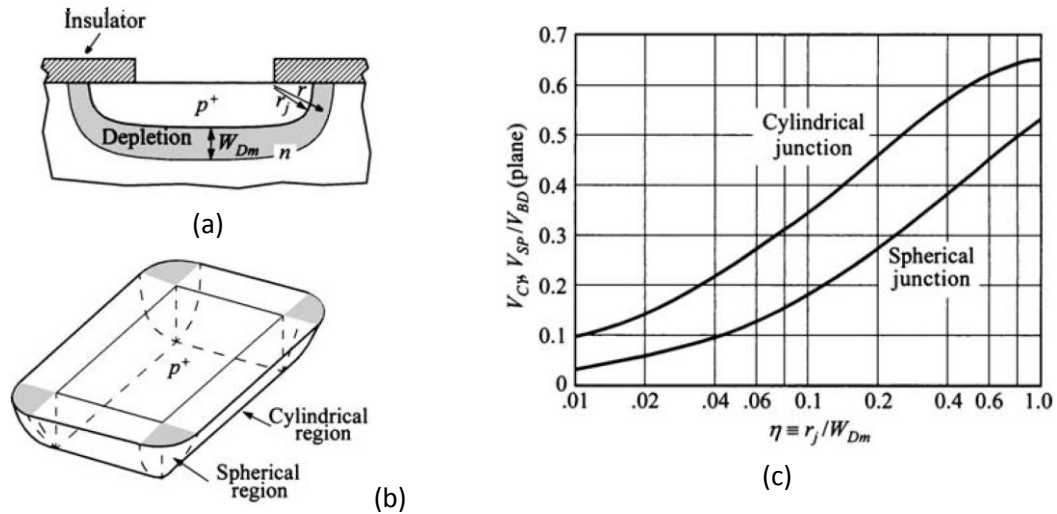 Insulator
p+
r
rj
Depletion
WDm
n
(a)
p+
Cylindrical
region
Spherical
region
(b)
VCY, VSP/VBD (plane)
0.7
0.6
0.5
0.4
0.3
0.2
0.1
0
Cylindrical
junction
Spherical
junction
.01
.02
.04
.06
0.1
0.2
0.4
0.6
1.0
η ≡ rj/WDm
(c)